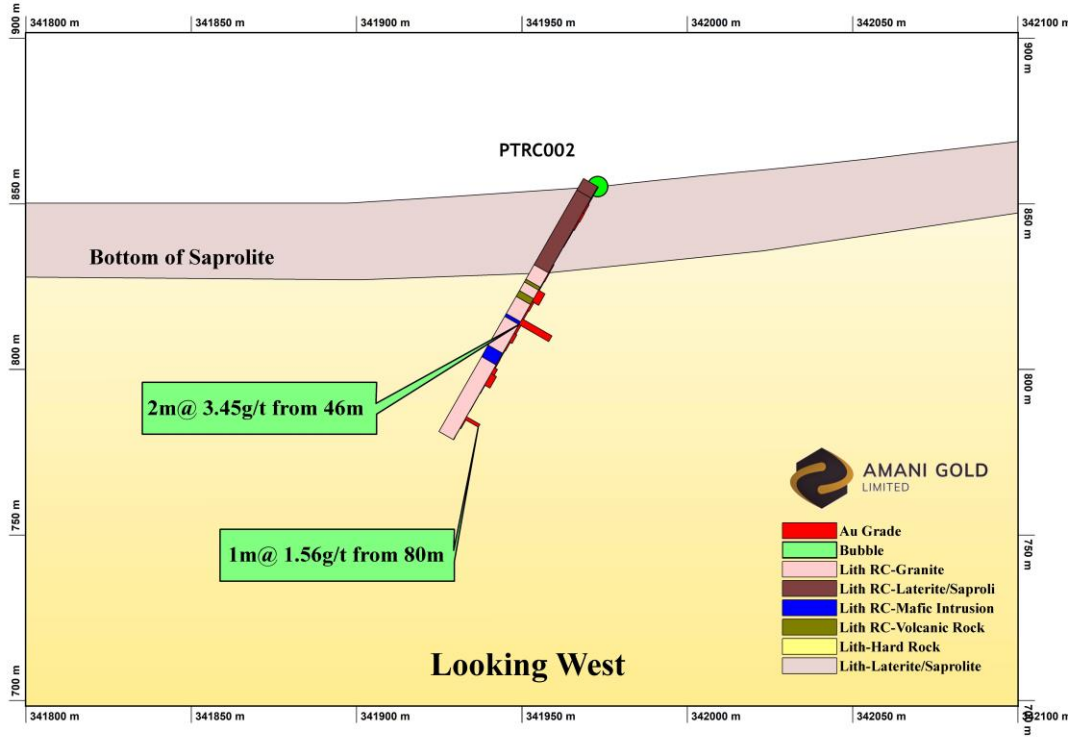 341800 m 341850 m 341900 m 341950 m 342000 m 342050 m 342100 m
900 m 900 m
PTRC002
850 m 850 m
Bottom of Saprolite
800 m 800 m
2m@ 3.45g/t from 46m
AMANI GOLD
LIMITED
750 m 750 m
1m@ 1.56g/t from 80m
Au Grade
Bubble
Lith RC-Granite
Lith RC-Laterite/Saproli
Lith RC-Mafic Intrusion
Lith RC-Volcanic Rock
Lith-Hard Rock
Lith-Laterite/Saprolite
Looking West
700 m 700 m
341800 m 341850 m 341900 m 341950 m 342000 m 342050 m 342100 m